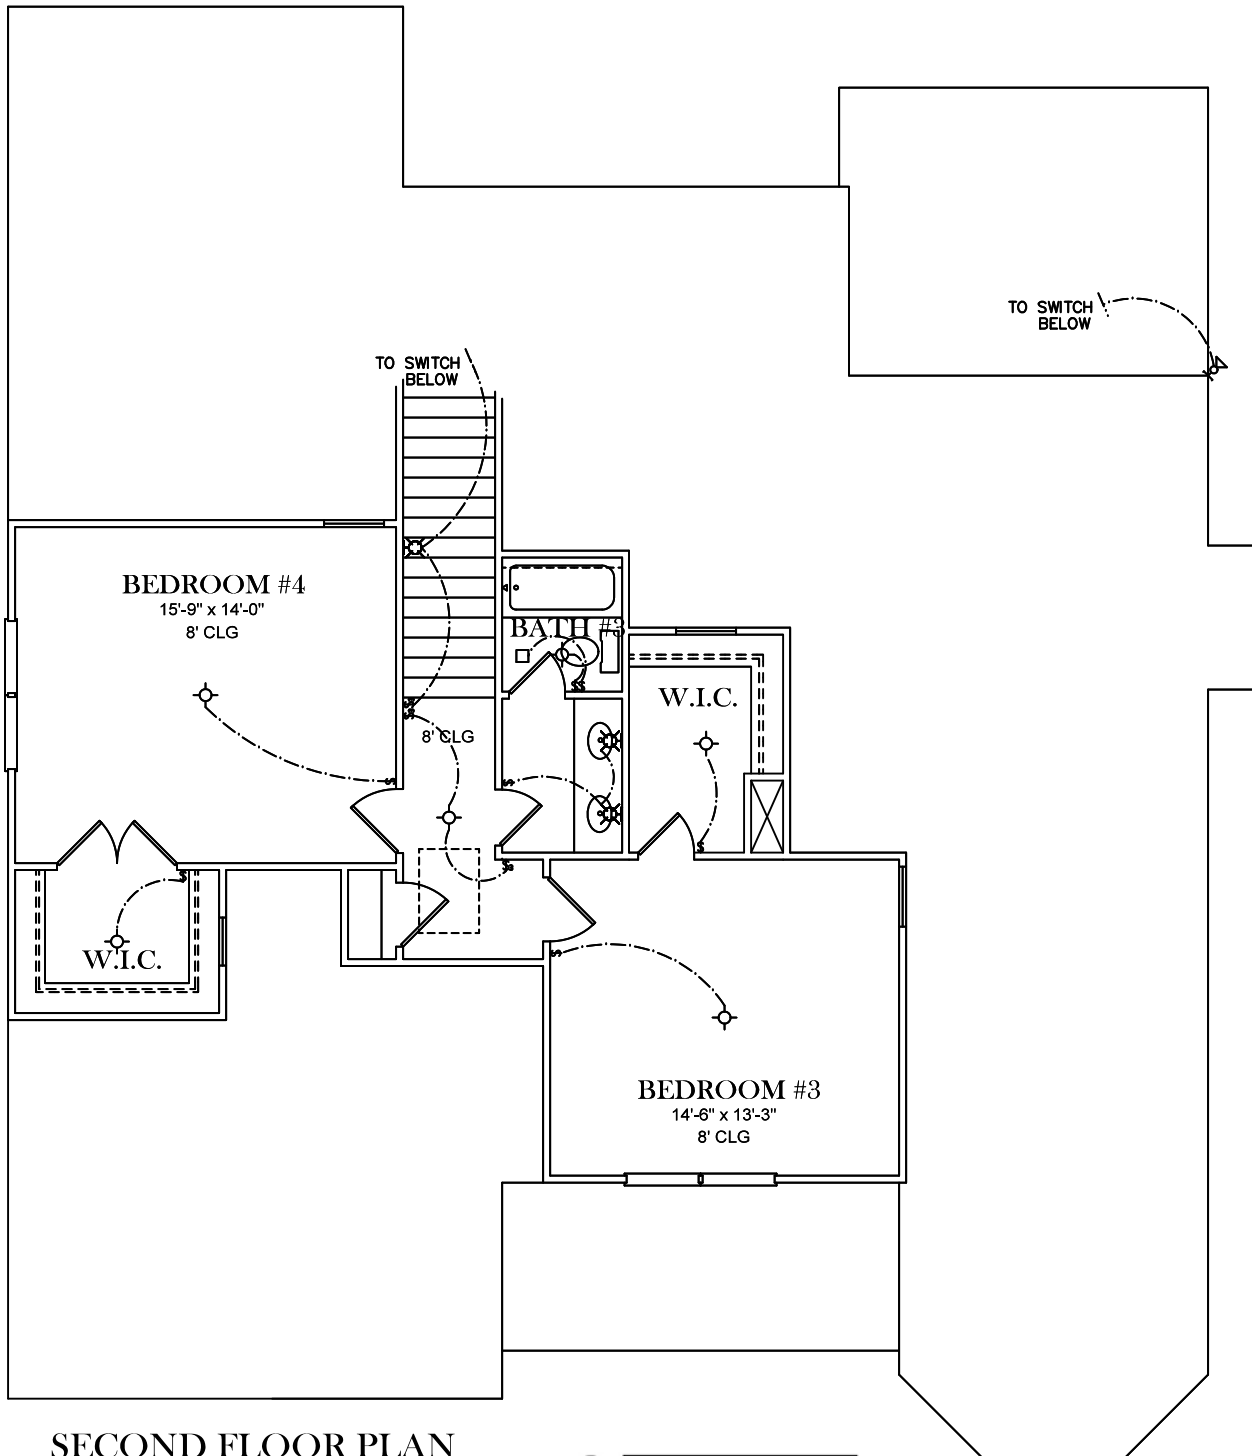 TO SWITCH
BELOW
TO SWITCH
BELOW
BEDROOM #4
15'-9" x 14'-0"
8' CLG
BATH #3
W.I.C.
8' CLG
W.I.C.
BEDROOM #3
14'-6" x 13'-3"
8' CLG
SECOND FLOOR PLAN